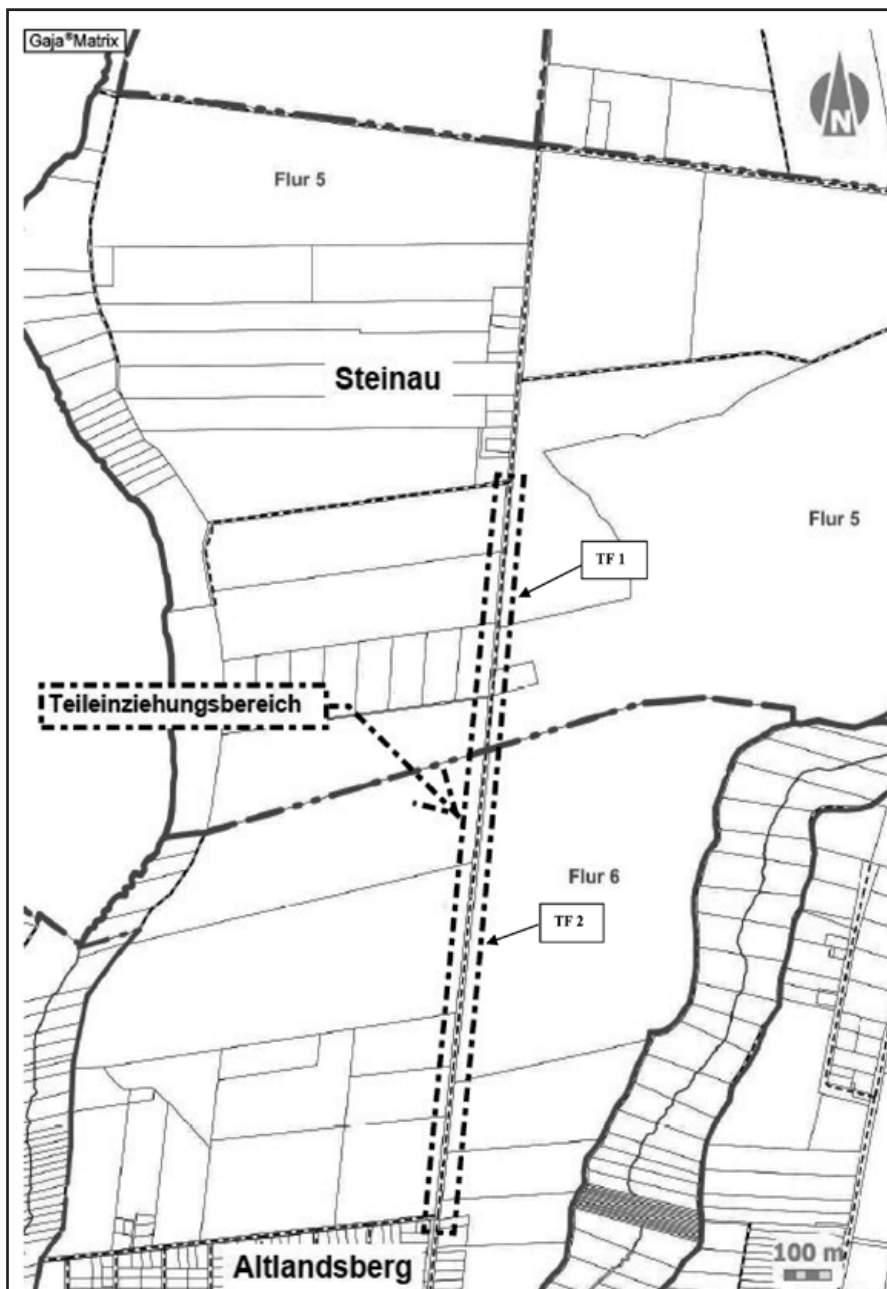 Gaja®Matrix
N
Flur 5
Steinau
Flur 5
TF 1
Teileinziehungsbereich
Flur 6
TF 2
100 m
Altlandsberg